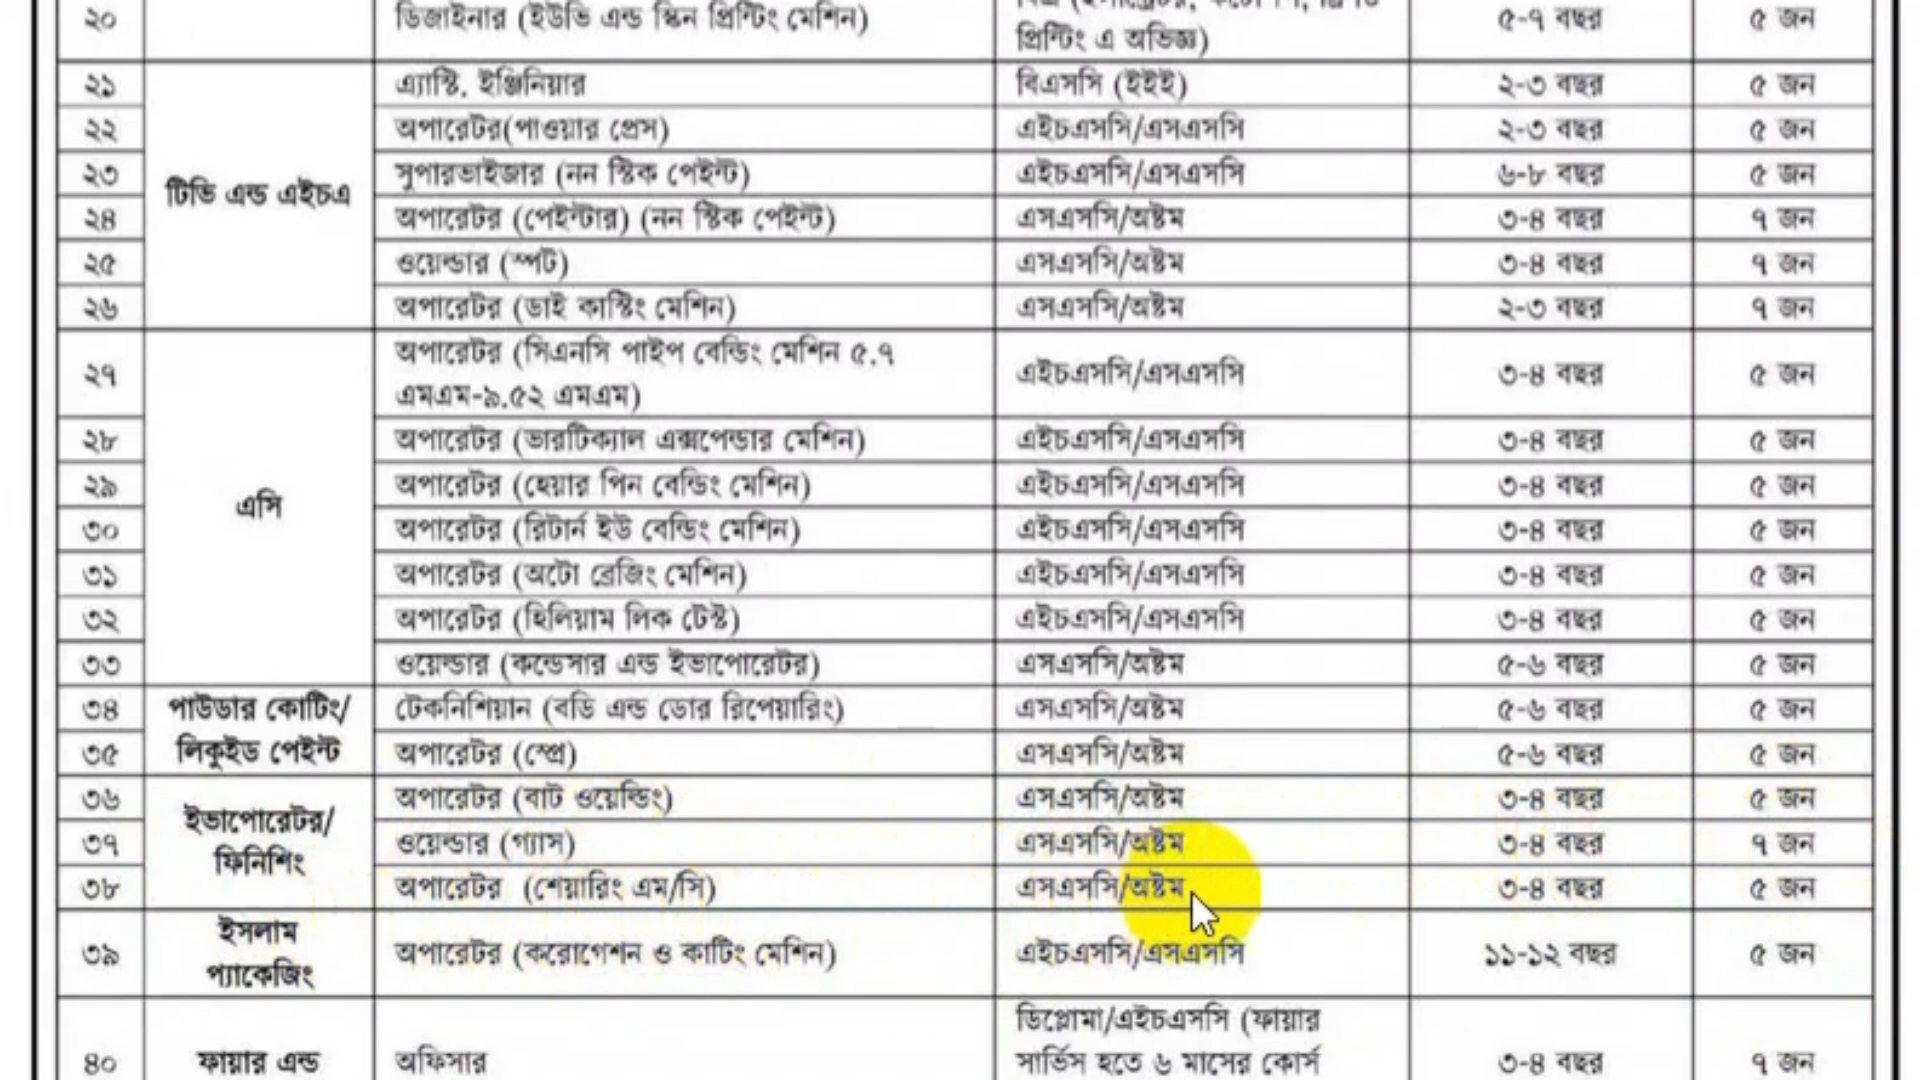 ২০ ডিজাইনার (ইউভি এন্ড স্কিন প্রিন্টিং মেশিন) ৫-৭ বছর ৫ জন
প্রিন্টিং এ অভিজ্ঞ)
২১ এ্যাস্টি. ইঞ্জিনিয়ার বিএসসি (ইইই) ২-৩ বছর ৫ জন
২২ অপারেটর(পাওয়ার প্রেস) এইচএসসি/এসএসসি ২-৩ বছর ৫ জন
২৩ সুপারভাইজার (নন স্টিক পেইন্ট) এইচএসসি/এসএসসি ৬-৮ বছর ৫ জন
টিভি এন্ড এইচএ
২৪ অপারেটর (পেইন্টার) (নন স্টিক পেইন্ট) এসএসসি/অষ্টম ৩-৪ বছর ৭ জন
২৫ ওয়েল্ডার (স্পট) এসএসসি/অষ্টম ৩-৪ বছর ৭ জন
২৬ অপারেটর (ডাই কাস্টিং মেশিন) এসএসসি/অষ্টম ২-৩ বছর ৭ জন
২৭ অপারেটর (সিএনসি পাইপ বেন্ডিং মেশিন ৫.৭
এমএম-৯.৫২ এমএম) এইচএসসি/এসএসসি ৩-৪ বছর ৫ জন
২৮ অপারেটর (ভারটিক্যাল এক্সপেন্ডার মেশিন) এইচএসসি/এসএসসি ৩-৪ বছর ৫ জন
২৯ অপারেটর (হেয়ার পিন বেন্ডিং মেশিন) এইচএসসি/এসএসসি ৩-৪ বছর ৫ জন
এসি
৩০ অপারেটর (রিটার্ন ইউ বেন্ডিং মেশিন) এইচএসসি/এসএসসি ৩-৪ বছর ৫ জন
৩১ অপারেটর (অটো ব্রেজিং মেশিন) এইচএসসি/এসএসসি ৩-৪ বছর ৫ জন
৩২ অপারেটর (হিলিয়াম লিক টেস্ট) এইচএসসি/এসএসসি ৩-৪ বছর ৫ জন
৩৩ ওয়েল্ডার (কন্ডেসার এন্ড ইভাপোরেটর) এসএসসি/অষ্টম ৫-৬ বছর ৫ জন
৩৪ পাউডার কোটিং/ টেকনিশিয়ান (বডি এন্ড ডোর রিপেয়ারিং) এসএসসি/অষ্টম ৫-৬ বছর ৫ জন
৩৫ লিকুইড পেইন্ট অপারেটর (স্প্রে) এসএসসি/অষ্টম ৫-৬ বছর ৫ জন
৩৬ অপারেটর (বাট ওয়েল্ডিং) এসএসসি/অষ্টম ৩-৪ বছর ৫ জন
ইভাপোরেটর/
৩৭ ওয়েল্ডার (গ্যাস) এসএসসি/অষ্টম ৩-৪ বছর ৭ জন
ফিনিশিং
৩৮ অপারেটর (শেয়ারিং এম/সি) এসএসসি/অষ্টম ৩-৪ বছর ৫ জন
ইসলাম
৩৯ প্যাকেজিং অপারেটর (করোগেশন ও কাটিং মেশিন) এইচএসসি/এসএসসি ১১-১২ বছর ৫ জন
ডিপ্লোমা/এইচএসসি (ফায়ার
৪০ ফায়ার এন্ড অফিসার সার্ভিস হতে ৬ মাসের কোর্স ৩-৪ বছর ৭ জন